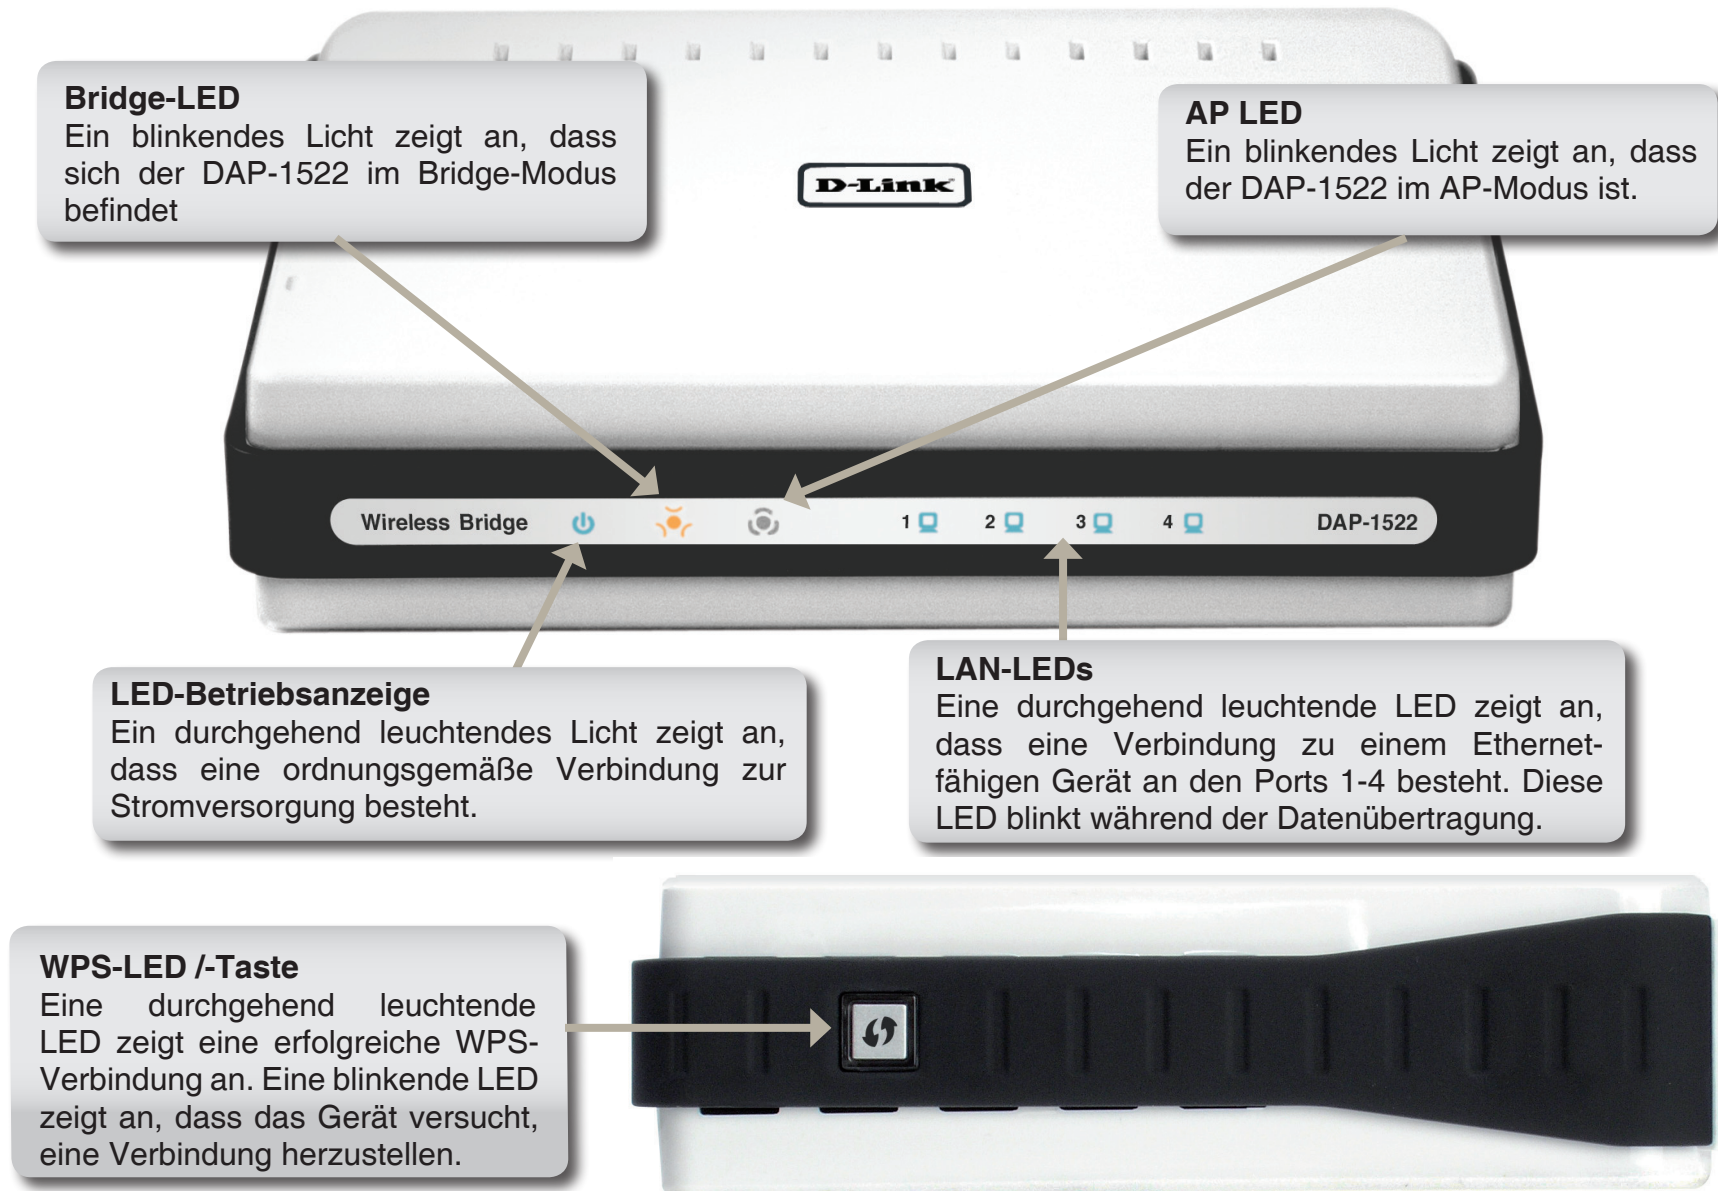 Bridge-LED
Ein blinkendes Licht zeigt an, dass
sich der DAP-1522 im Bridge-Modus
befindet
AP LED
Ein blinkendes Licht zeigt an, dass
der DAP-1522 im AP-Modus ist.
D-Link
Wireless Bridge
1
2
3
4
DAP-1522
LED-Betriebsanzeige
Ein durchgehend leuchtendes Licht zeigt an,
dass eine ordnungsgemäße Verbindung zur
Stromversorgung besteht.
LAN-LEDs
Eine durchgehend leuchtende LED zeigt an,
dass eine Verbindung zu einem Ethernet-
fähigen Gerät an den Ports 1-4 besteht. Diese
LED blinkt während der Datenübertragung.
WPS-LED /-Taste
Eine durchgehend leuchtende
LED zeigt eine erfolgreiche WPS-
Verbindung an. Eine blinkende LED
zeigt an, dass das Gerät versucht,
eine Verbindung herzustellen.